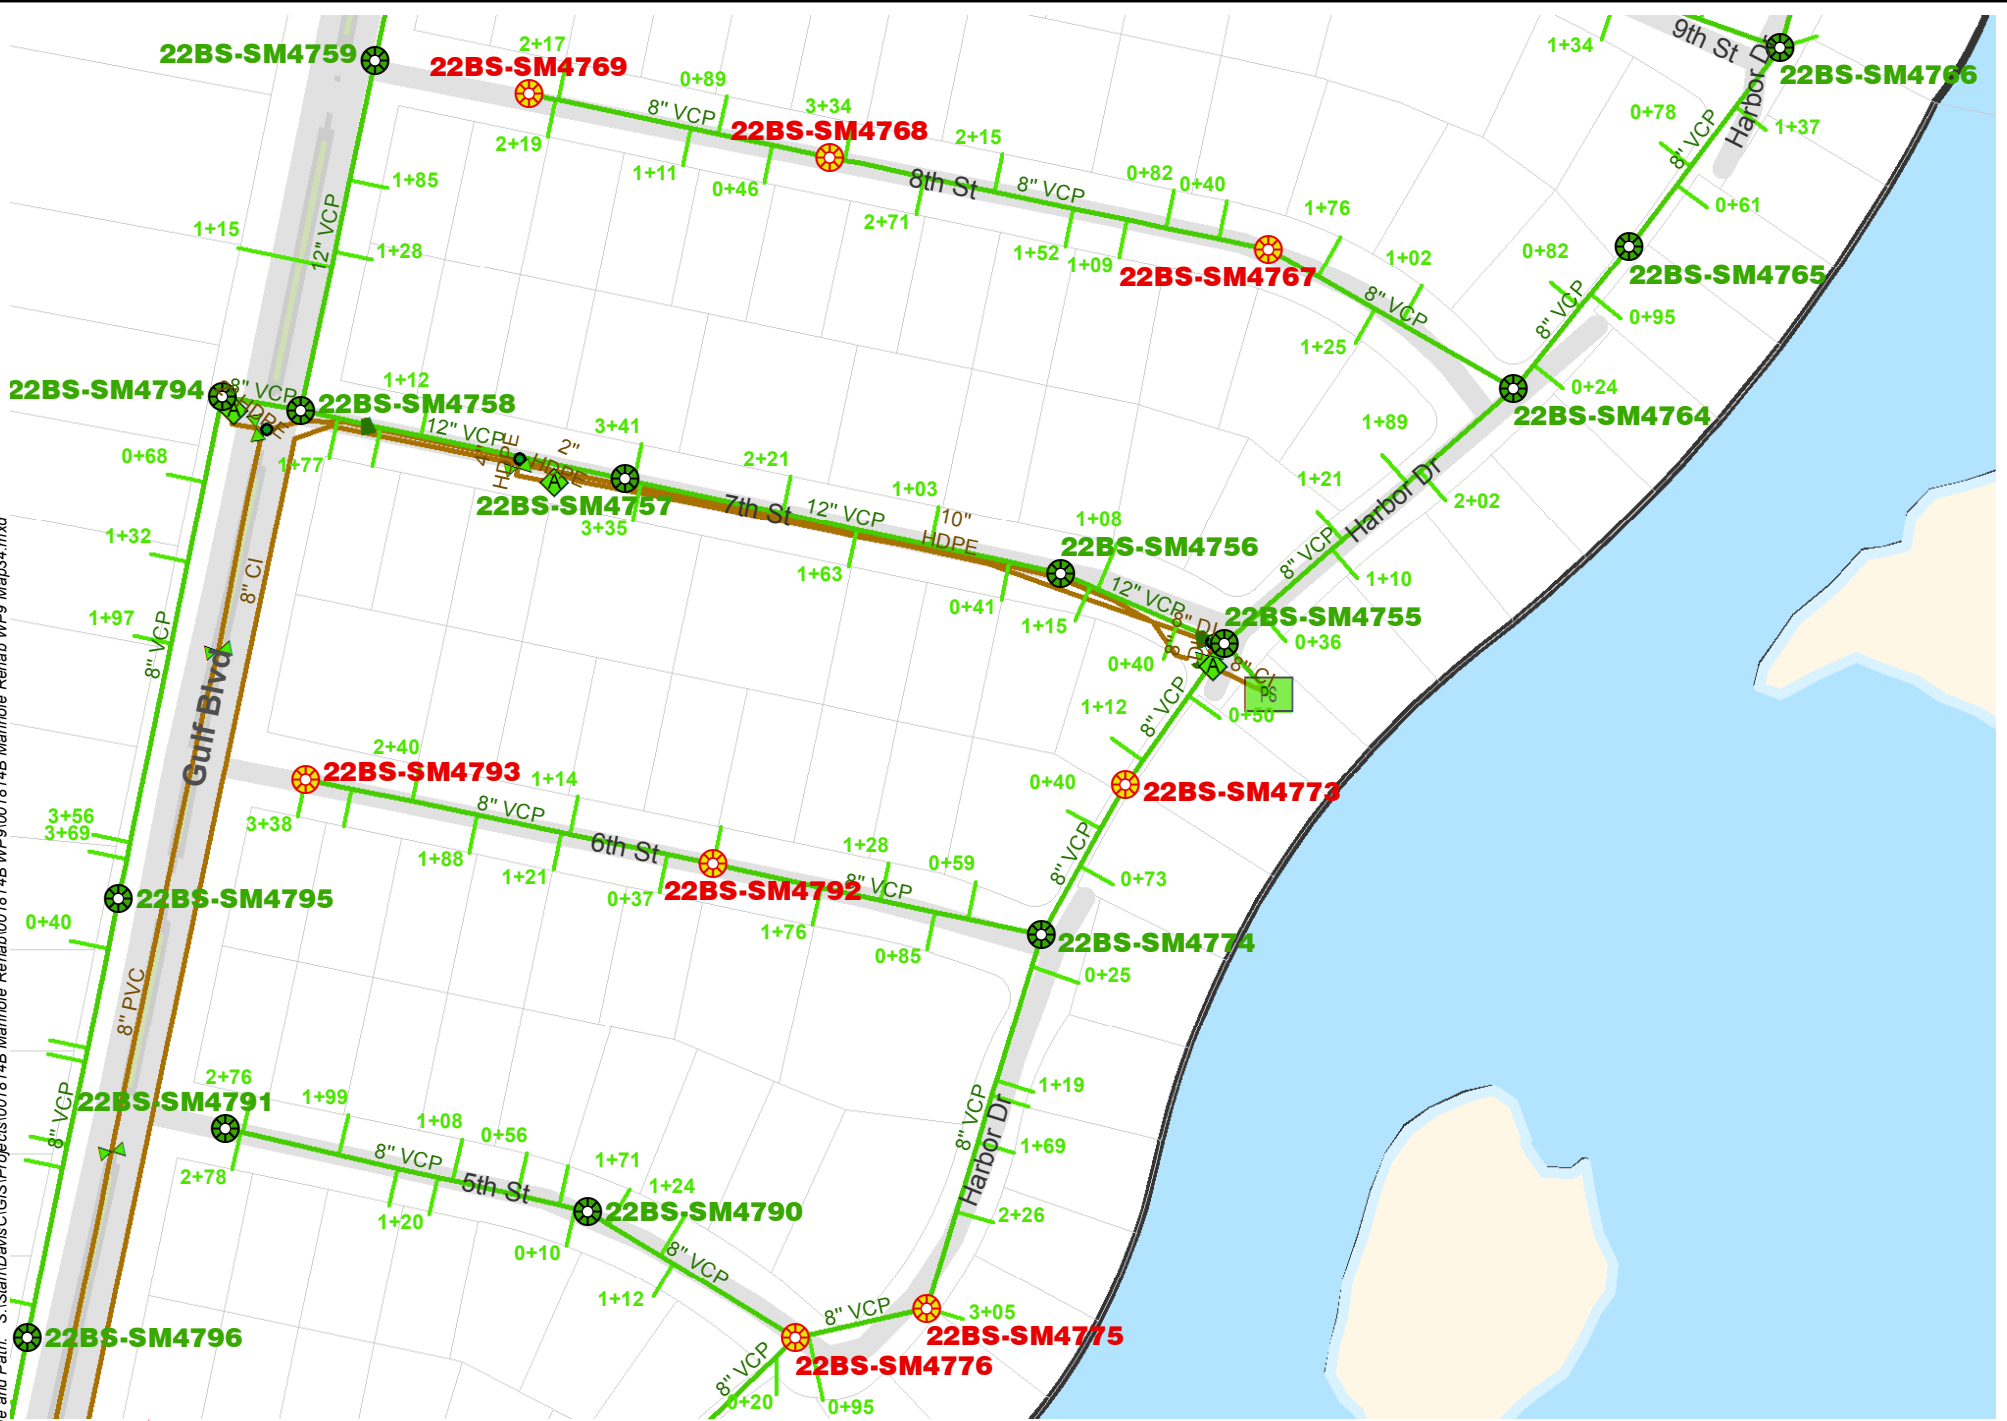 22BS-SM4759
2+17
22BS-SM4769
0+89
8" VCP
3+34
22BS-SM4768
2+19
1+11
0+46
2+15
8th St
8" VCP
2+71
0+82
0+40
1+52
1+09
22BS-SM4767
1+76
1+02
8" VCP
1+25
1+34
9th St
Harbor Dr
22BS-SM4766
0+78
1+37
8" VCP
0+61
22BS-SM4765
0+82
8" VCP
0+95
0+24
22BS-SM4764
1+85
1+15
12" VCP
1+28
22BS-SM4794
8" VCP
HDPE
22BS-SM4758
1+12
12" VCP
1+77
HDPE
2"
HDPE
A
A
3+41
22BS-SM4757
3+35
2+21
7th St
12" VCP
1+63
1+03
10"
HDPE
0+41
1+08
22BS-SM4756
1+15
12" VCP
8" DI
0+40
22BS-SM4755
0+36
8" CI
A
PS
0+50
1+89
2+02
1+21
Harbor Dr
8" VCP
1+10
0+68
1+32
8" CI
1+97
8" VCP
Gulf Blvd
1+12
8" VCP
0+40
22BS-SM4773
8" VCP
0+73
2+40
22BS-SM4793
3+38
8" VCP
1+14
1+88
1+21
6th St
0+37
22BS-SM4792
1+28
8" VCP
0+59
1+76
0+85
22BS-SM4774
0+25
3+56
3+69
22BS-SM4795
0+40
8" PVC
8" VCP
2+76
22BS-SM4791
2+78
1+99
8" VCP
1+08
0+56
1+20
5th St
1+71
0+10
1+24
22BS-SM4790
8" VCP
1+12
8" VCP
1+19
1+69
Harbor Dr
2+26
8" VCP
3+05
22BS-SM4775
22BS-SM4776
8" VCP
0+20
0+95
22BS-SM4796